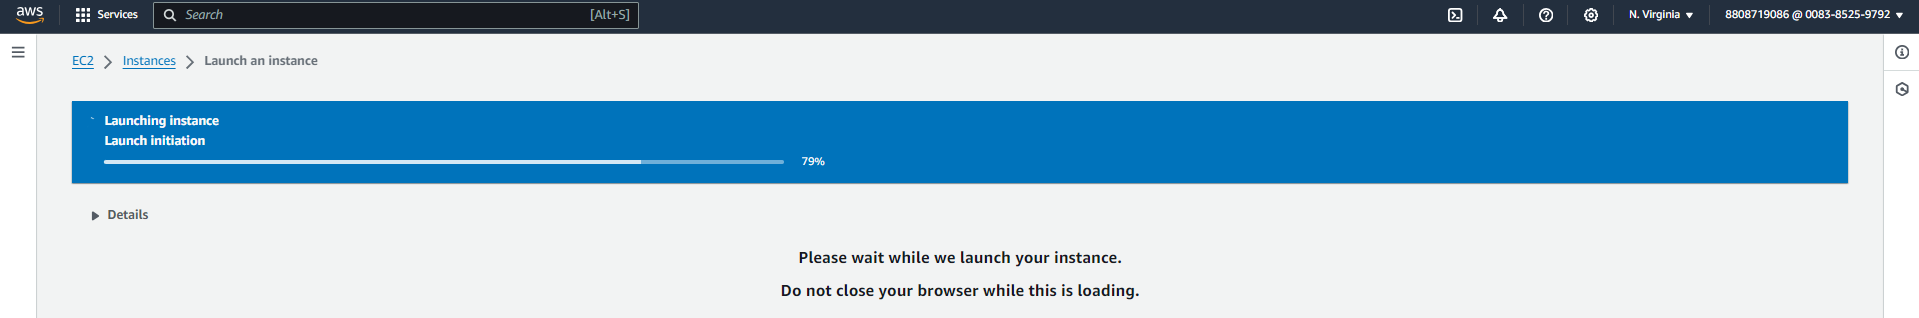 aws Services Search [Alt+S] N. Virginia 8808719086 @ 0083-8525-9792
EC2 Instances Launch an instance
Launching instance
Launch initiation
79%
Details
Please wait while we launch your instance.
Do not close your browser while this is loading.